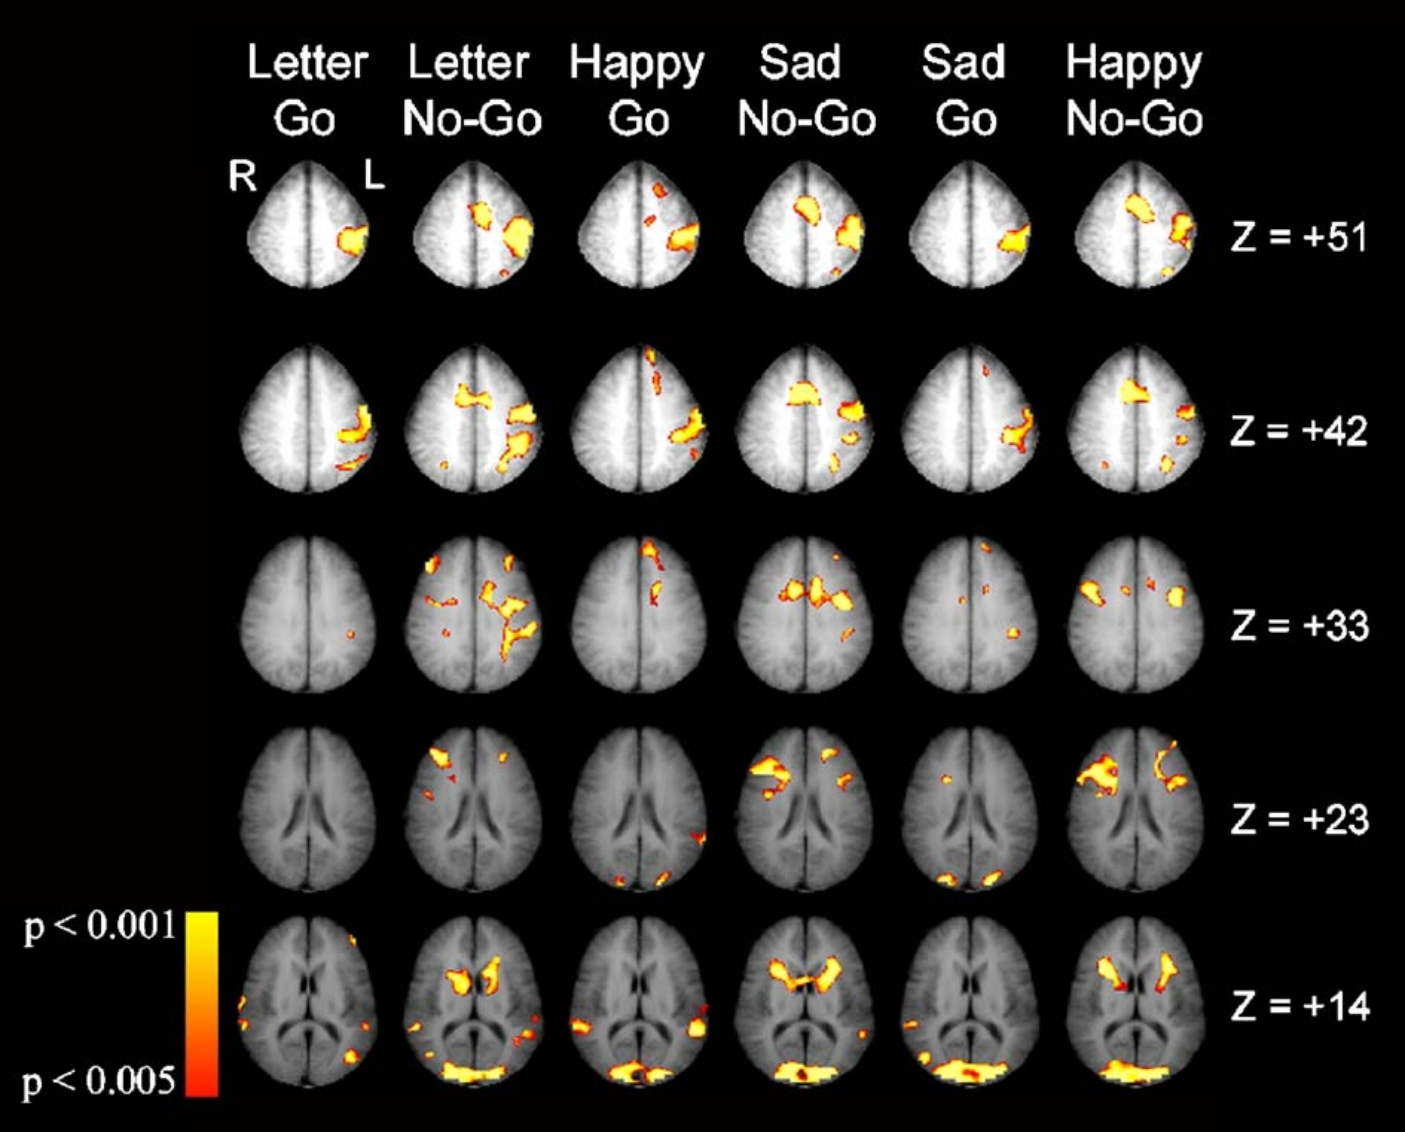 Letter Go
Letter No-Go
Happy Go
Sad No-Go
Sad Go
Happy No-Go
R L
Z = +51
Z = +42
Z = +33
Z = +23
p < 0.001
Z = +14
p < 0.005